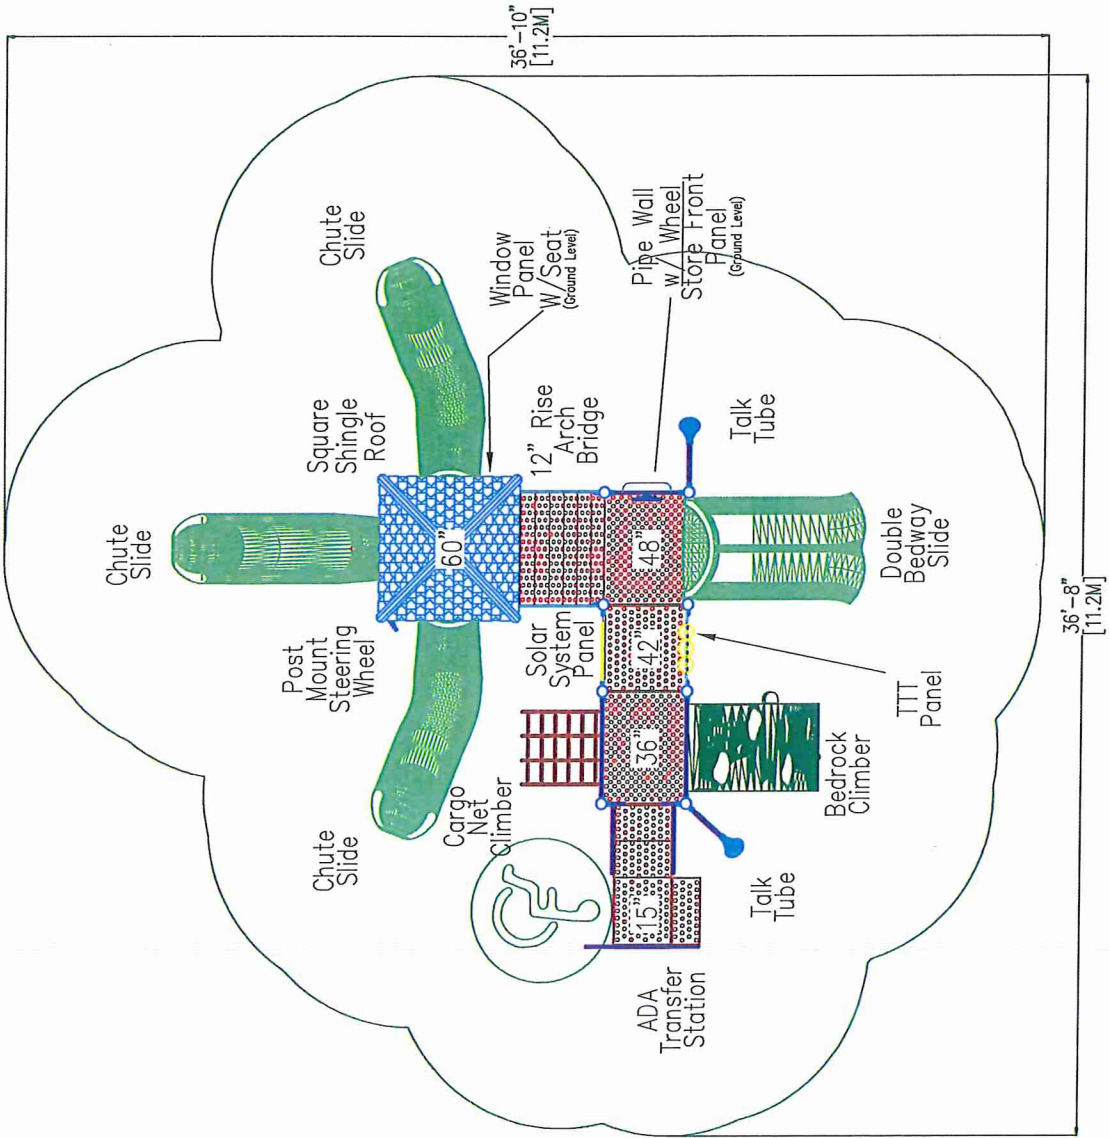 Chute
Slide
Post
Mount
Steering
Wheel
Square
Shingle
Roof
Chute
Slide
Chute
Slide
60"
Cargo
Net
Climber
Window
Panel
W/Seat
(Ground Level)
36'-10"
[11.2M]
Solar
System
Panel
12" Rise
Arch
Bridge
ADA
Transfer
Station
15"
36"
42"
48"
Pipe Wall
w/ Wheel
Store Front
Panel
(Ground Level)
Talk
Tube
Talk
Tube
Bedrock
Climber
TTT
Panel
Double
Bedway
Slide
36'-8"
[11.2M]